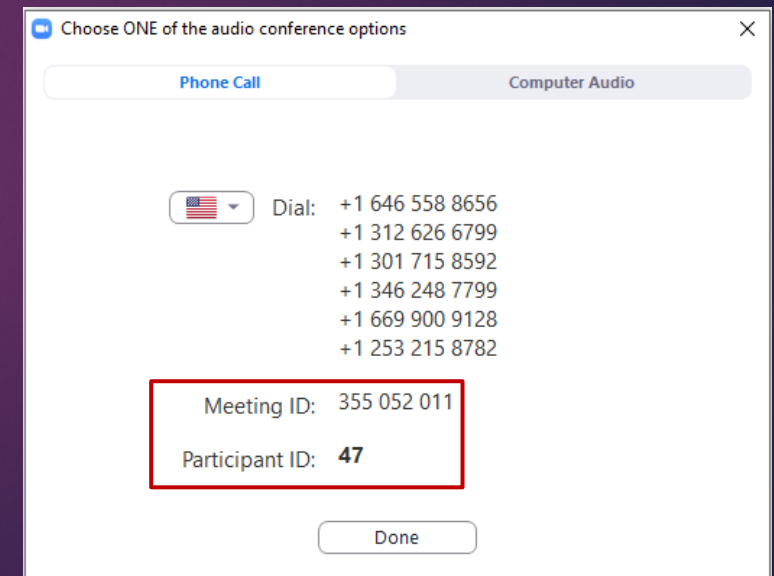 Choose ONE of the audio conference options
Phone Call Computer Audio
Dial: +1 646 558 8656
+1 312 626 6799
+1 301 715 8592
+1 346 248 7799
+1 669 900 9128
+1 253 215 8782
Meeting ID: 355 052 011
Participant ID: 47
Done